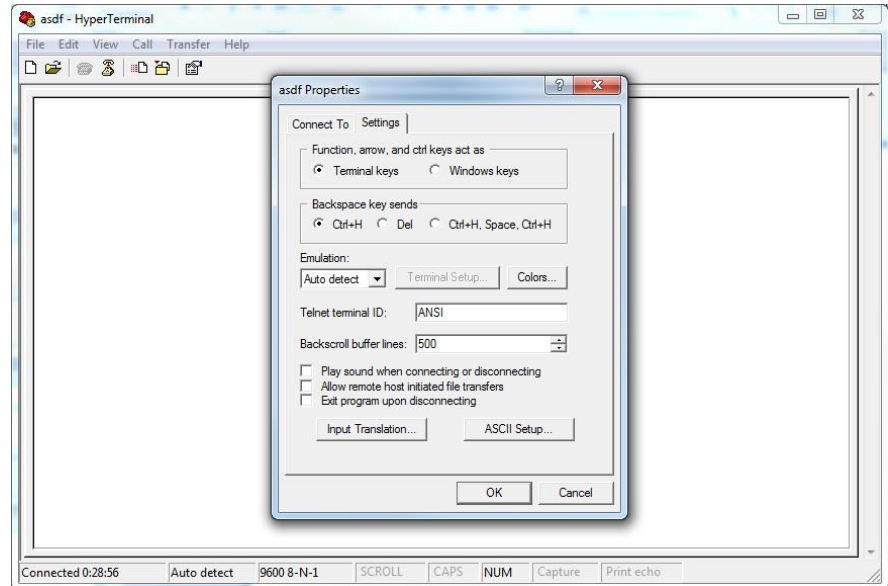 asdf - HyperTerminal
File Edit View Call Transfer Help
asdf Properties
Connect To Settings
Function, arrow, and ctrl keys act as
Terminal keys Windows keys
Backspace key sends
Ctrl+H Del Ctrl+H, Space, Ctrl+H
Emulation:
Auto detect Terminal Setup... Colors...
Telnet terminal ID: ANSI
Backscroll buffer lines: 500
Play sound when connecting or disconnecting
Allow remote host initiated file transfers
Exit program upon disconnecting
Input Translation... ASCII Setup...
OK Cancel
Connected 0:28:56 Auto detect 9600 8-N-1 SCROLL CAPS NUM Capture Print echo